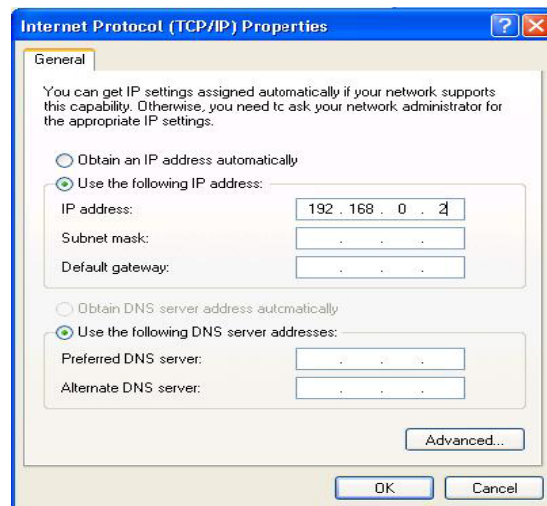 Internet Protocol (TCP/IP) Properties
General
You can get IP settings assigned automatically if your network supports
this capability. Otherwise, you need to ask your network administrator for
the appropriate IP settings.
Obtain an IP address automatically
Use the following IP address:
IP address: 192 . 168 . 0 . 2
Subnet mask: . . .
Default gateway: . . .
Obtain DNS server address automatically
Use the following DNS server addresses:
Preferred DNS server: . . .
Alternate DNS server: . . .
Advanced...
OK Cancel